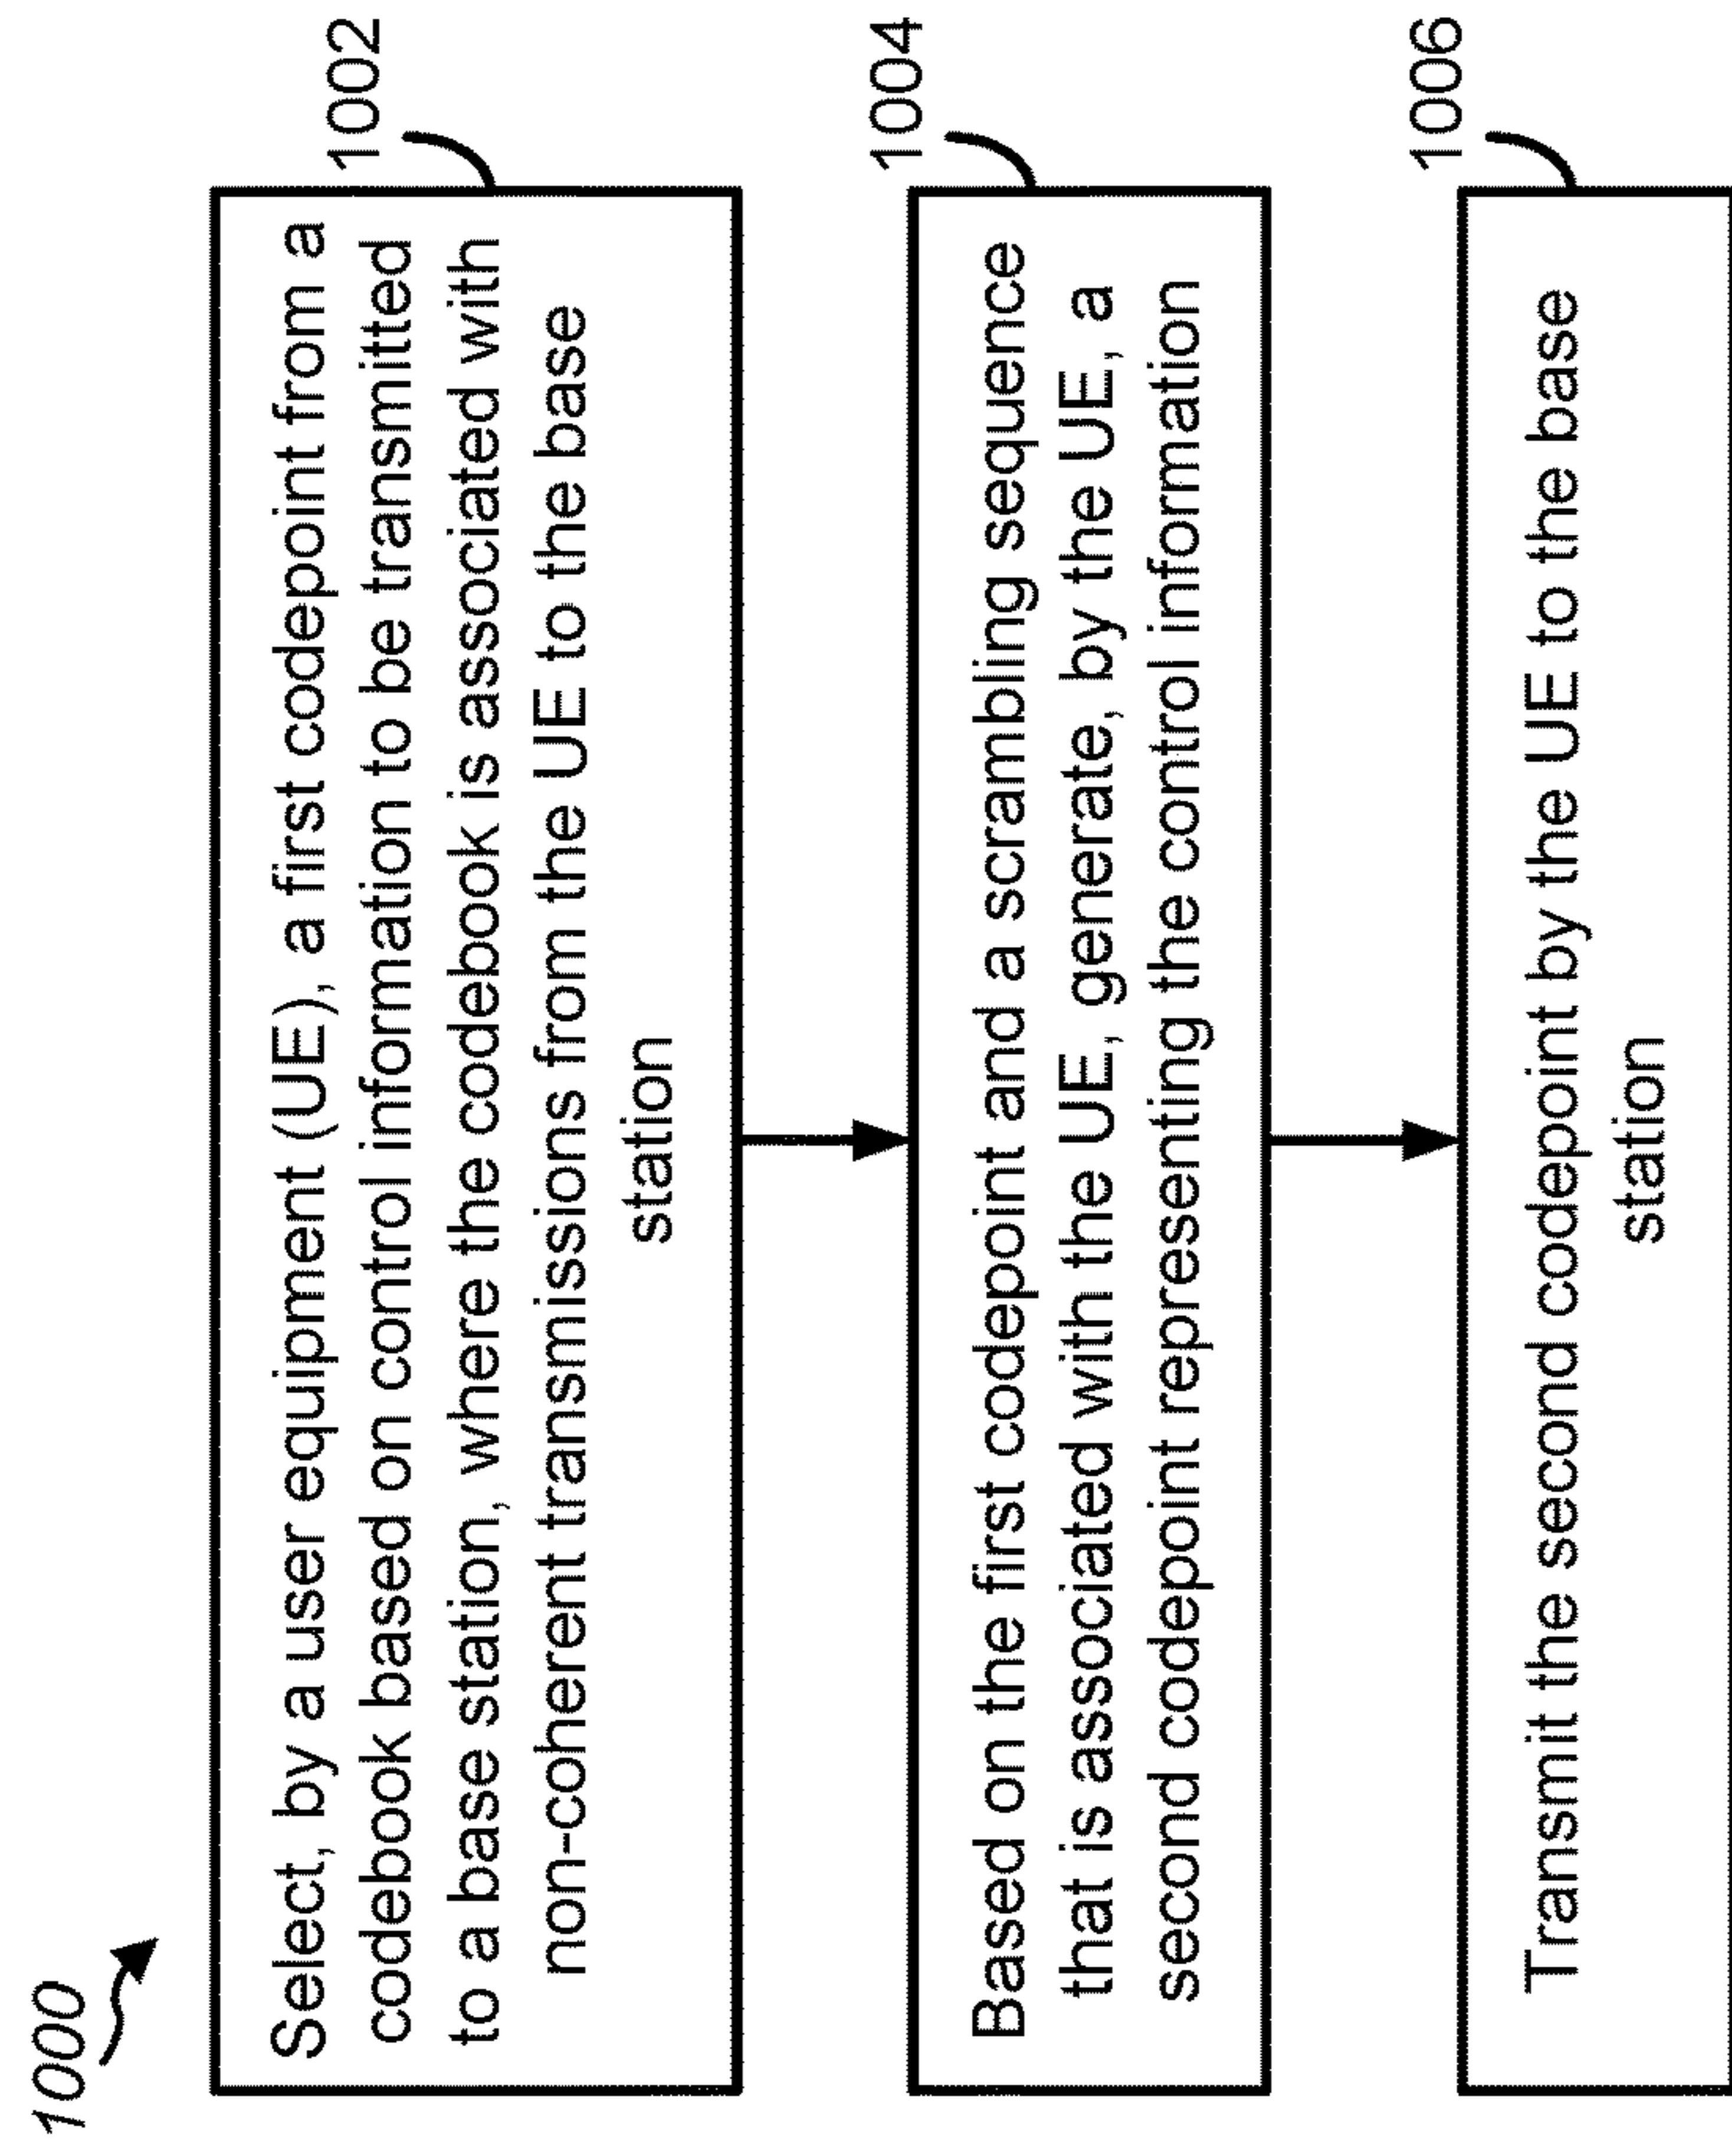 1000
Select, by a user equipment (UE), a first codepoint from a
codebook based on control information to be transmitted
to a base station, where the codebook is associated with
non-coherent transmissions from the UE to the base
station
1002
Based on the first codepoint and a scrambling sequence
that is associated with the UE, generate, by the UE, a
second codepoint representing the control information
1004
Transmit the second codepoint by the UE to the base
station
1006